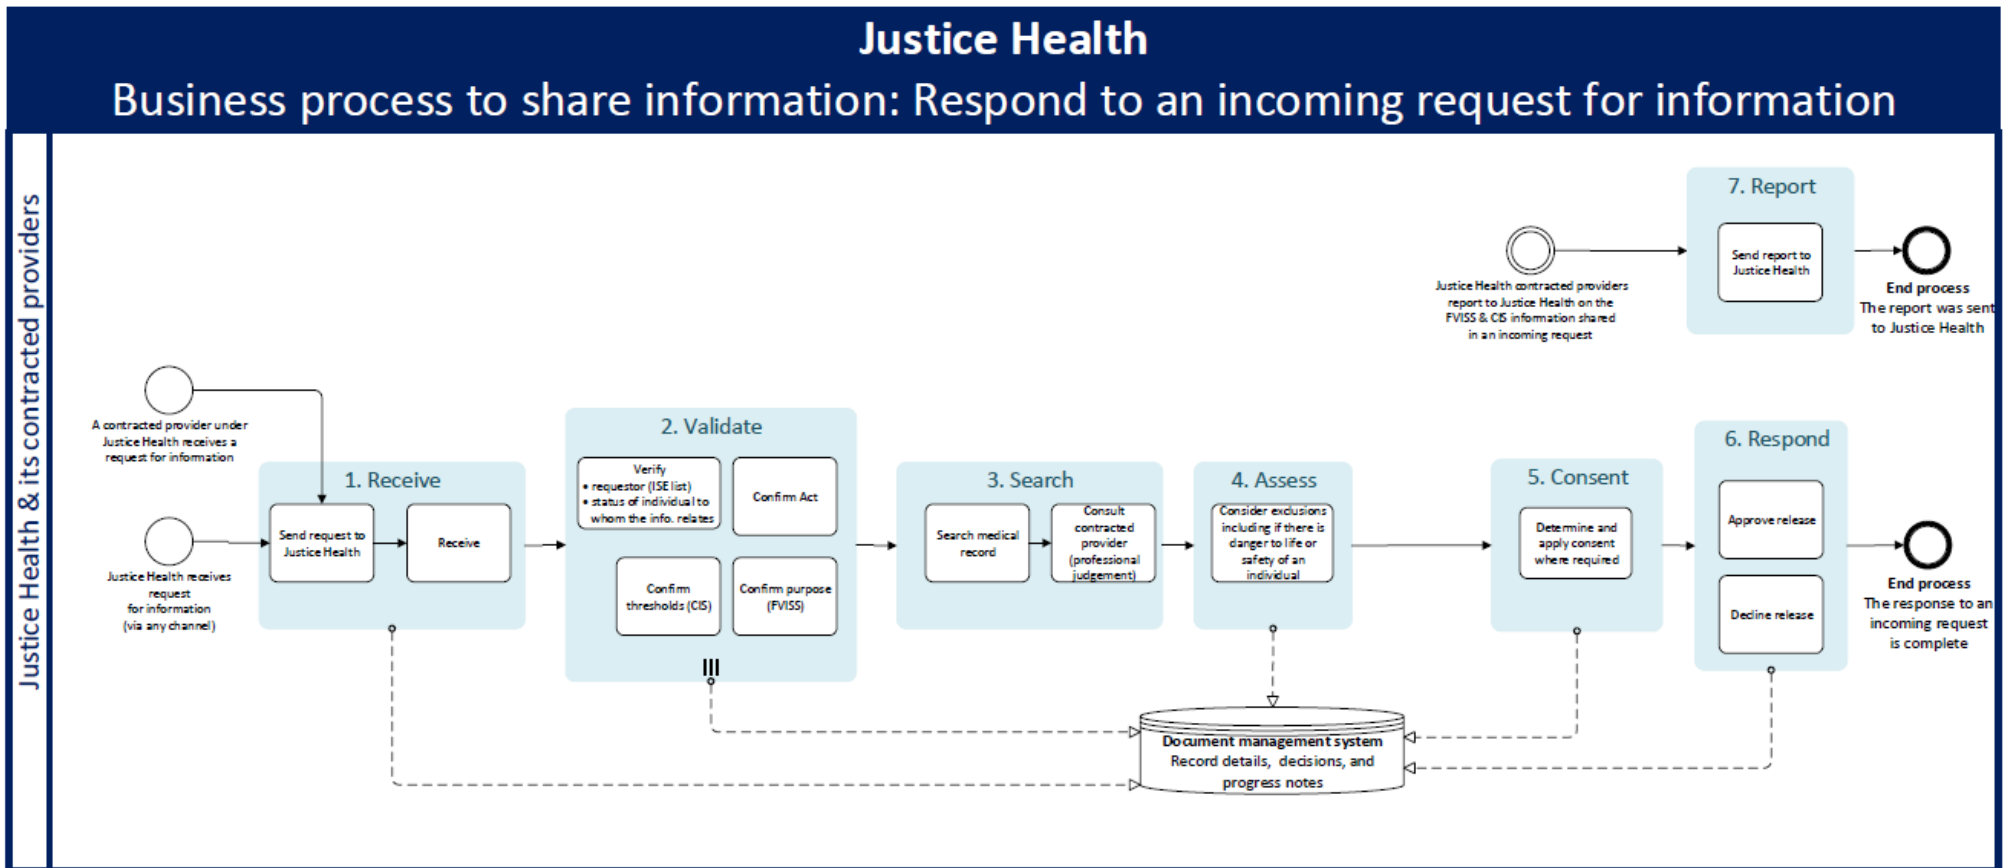 Justice Health
Business process to share information: Respond to an incoming request for information
Justice Health & its contracted providers
7. Report
Send report to
Justice Health
Justice Health contracted providers
report to Justice Health on the
FVISS & CIS information shared
in an incoming request
End process
The report was sent
to Justice Health
A contracted provider under
Justice Health receives a
request for information
Justice Health receives
request
for information
(via any channel)
1. Receive
Send request to
Justice Health
Receive
2. Validate
Verify
• requestor (ISE list)
• status of individual to
whom the info. relates
Confirm Act
Confirm
thresholds (CIS)
Confirm purpose
(FVISS)
3. Search
Search medical
record
Consult
contracted
provider
(professional
judgement)
4. Assess
Consider exclusions
including if there is
danger to life or
safety of an
individual
5. Consent
Determine and
apply consent
where required
6. Respond
Approve release
Decline release
End process
The response to an
incoming request
is complete
Document management system
Record details, decisions, and
progress notes